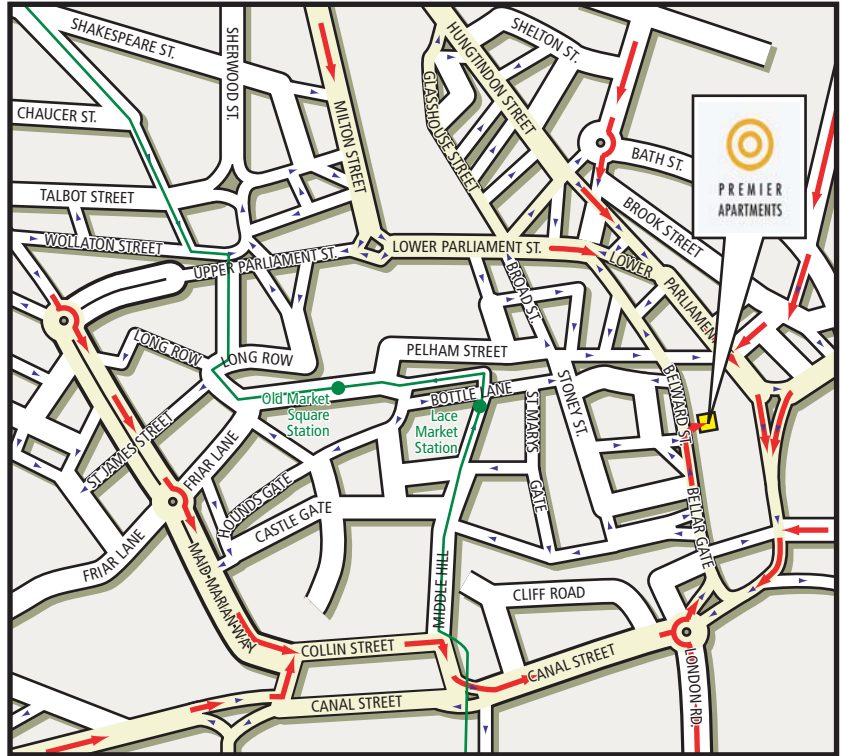 SHAKESPEARE ST.
SHERWOOD ST.
HUNGTINDON STREET
SHELTON ST.
CHAUCER ST.
MILTON STREET
GLASSHOUSE STREET
BATH ST.
PREMIER
APARTMENTS
TALBOT STREET
BROOK STREET
WOLLATON STREET
UPPER PARLIAMENT ST.
LOWER PARLIAMENT ST.
LOWER PARLIAMENT
BROAD ST.
LONG ROW
LONG ROW
PELHAM STREET
STONEY ST.
BELWARD ST.
Old Market
Square
Station
BOTTLE LANE
Lace
Market
Station
ST MARYS GATE
ST JAMES STREET
FRIAR LANE
HOUNDS GATE
CASTLE GATE
BELLAR GATE
FRIAR LANE
MAID MARIAN WAY
MIDDLE HILL
CLIFF ROAD
COLLIN STREET
CANAL STREET
CANAL STREET
LONDON RD.